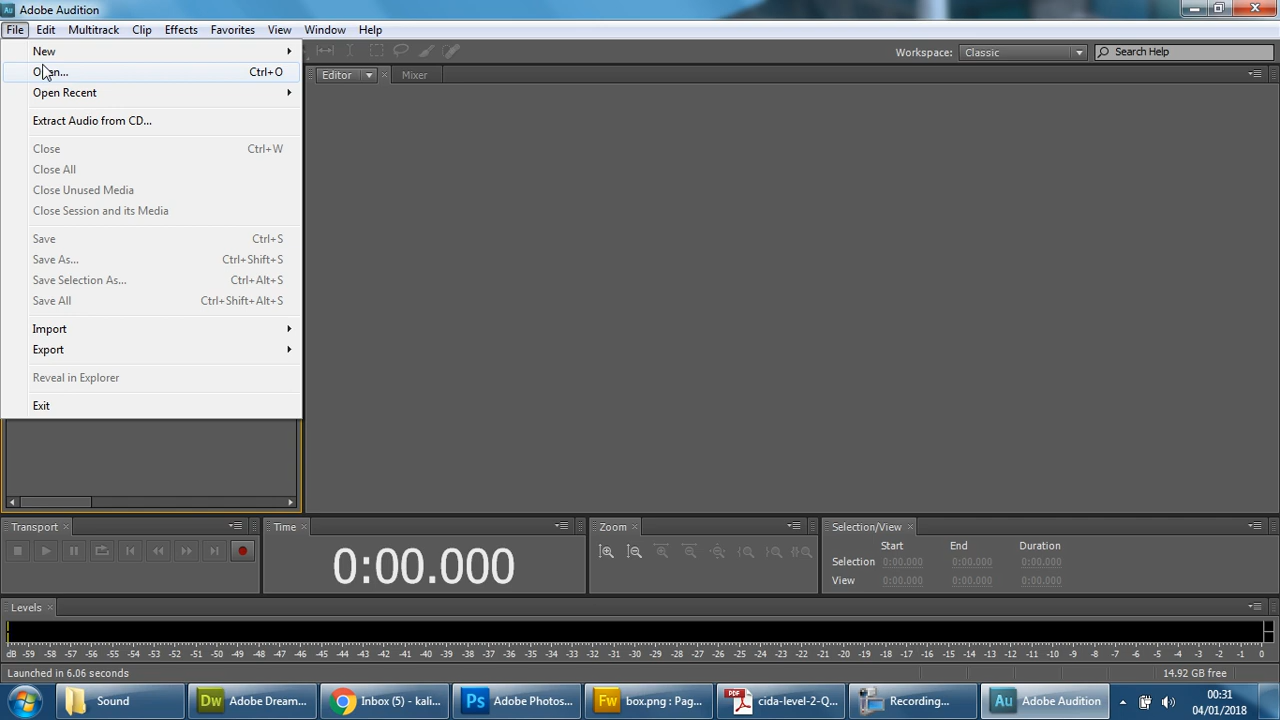 Au Adobe Audition
File Edit Multitrack Clip Effects Favorites View Window Help
New
Workspace: Classic Search Help
Open... Ctrl+O
Editor Mixer
Open Recent
Extract Audio from CD...
Close Ctrl+W
Close All
Close Unused Media
Close Session and its Media
Save Ctrl+S
Save As... Ctrl+Shift+S
Save Selection As... Ctrl+Alt+S
Save All Ctrl+Shift+Alt+S
Import
Export
Reveal in Explorer
Exit
Transport Time Zoom Selection/View
Start End Duration
Selection 0:00.000 0:00.000 0:00.000
View 0:00.000 0:00.000 0:00.000
0:00.000
Levels
dB -59 -58 -57 -56 -55 -54 -53 -52 -51 -50 -49 -48 -47 -46 -45 -44 -43 -42 -41 -40 -39 -38 -37 -36 -35 -34 -33 -32 -31 -30 -29 -28 -27 -26 -25 -24 -23 -22 -21 -20 -19 -18 -17 -16 -15 -14 -13 -12 -11 -10 -9 -8 -7 -6 -5 -4 -3 -2 -1 0
Launched in 6.06 seconds 14.92 GB free
Sound Dw Adobe Dream... Inbox (5) - kali... Ps Adobe Photos... Fw box.png : Pag... PDF cida-level-2-Q... Recording... Au Adobe Audition 00:31
04/01/2018